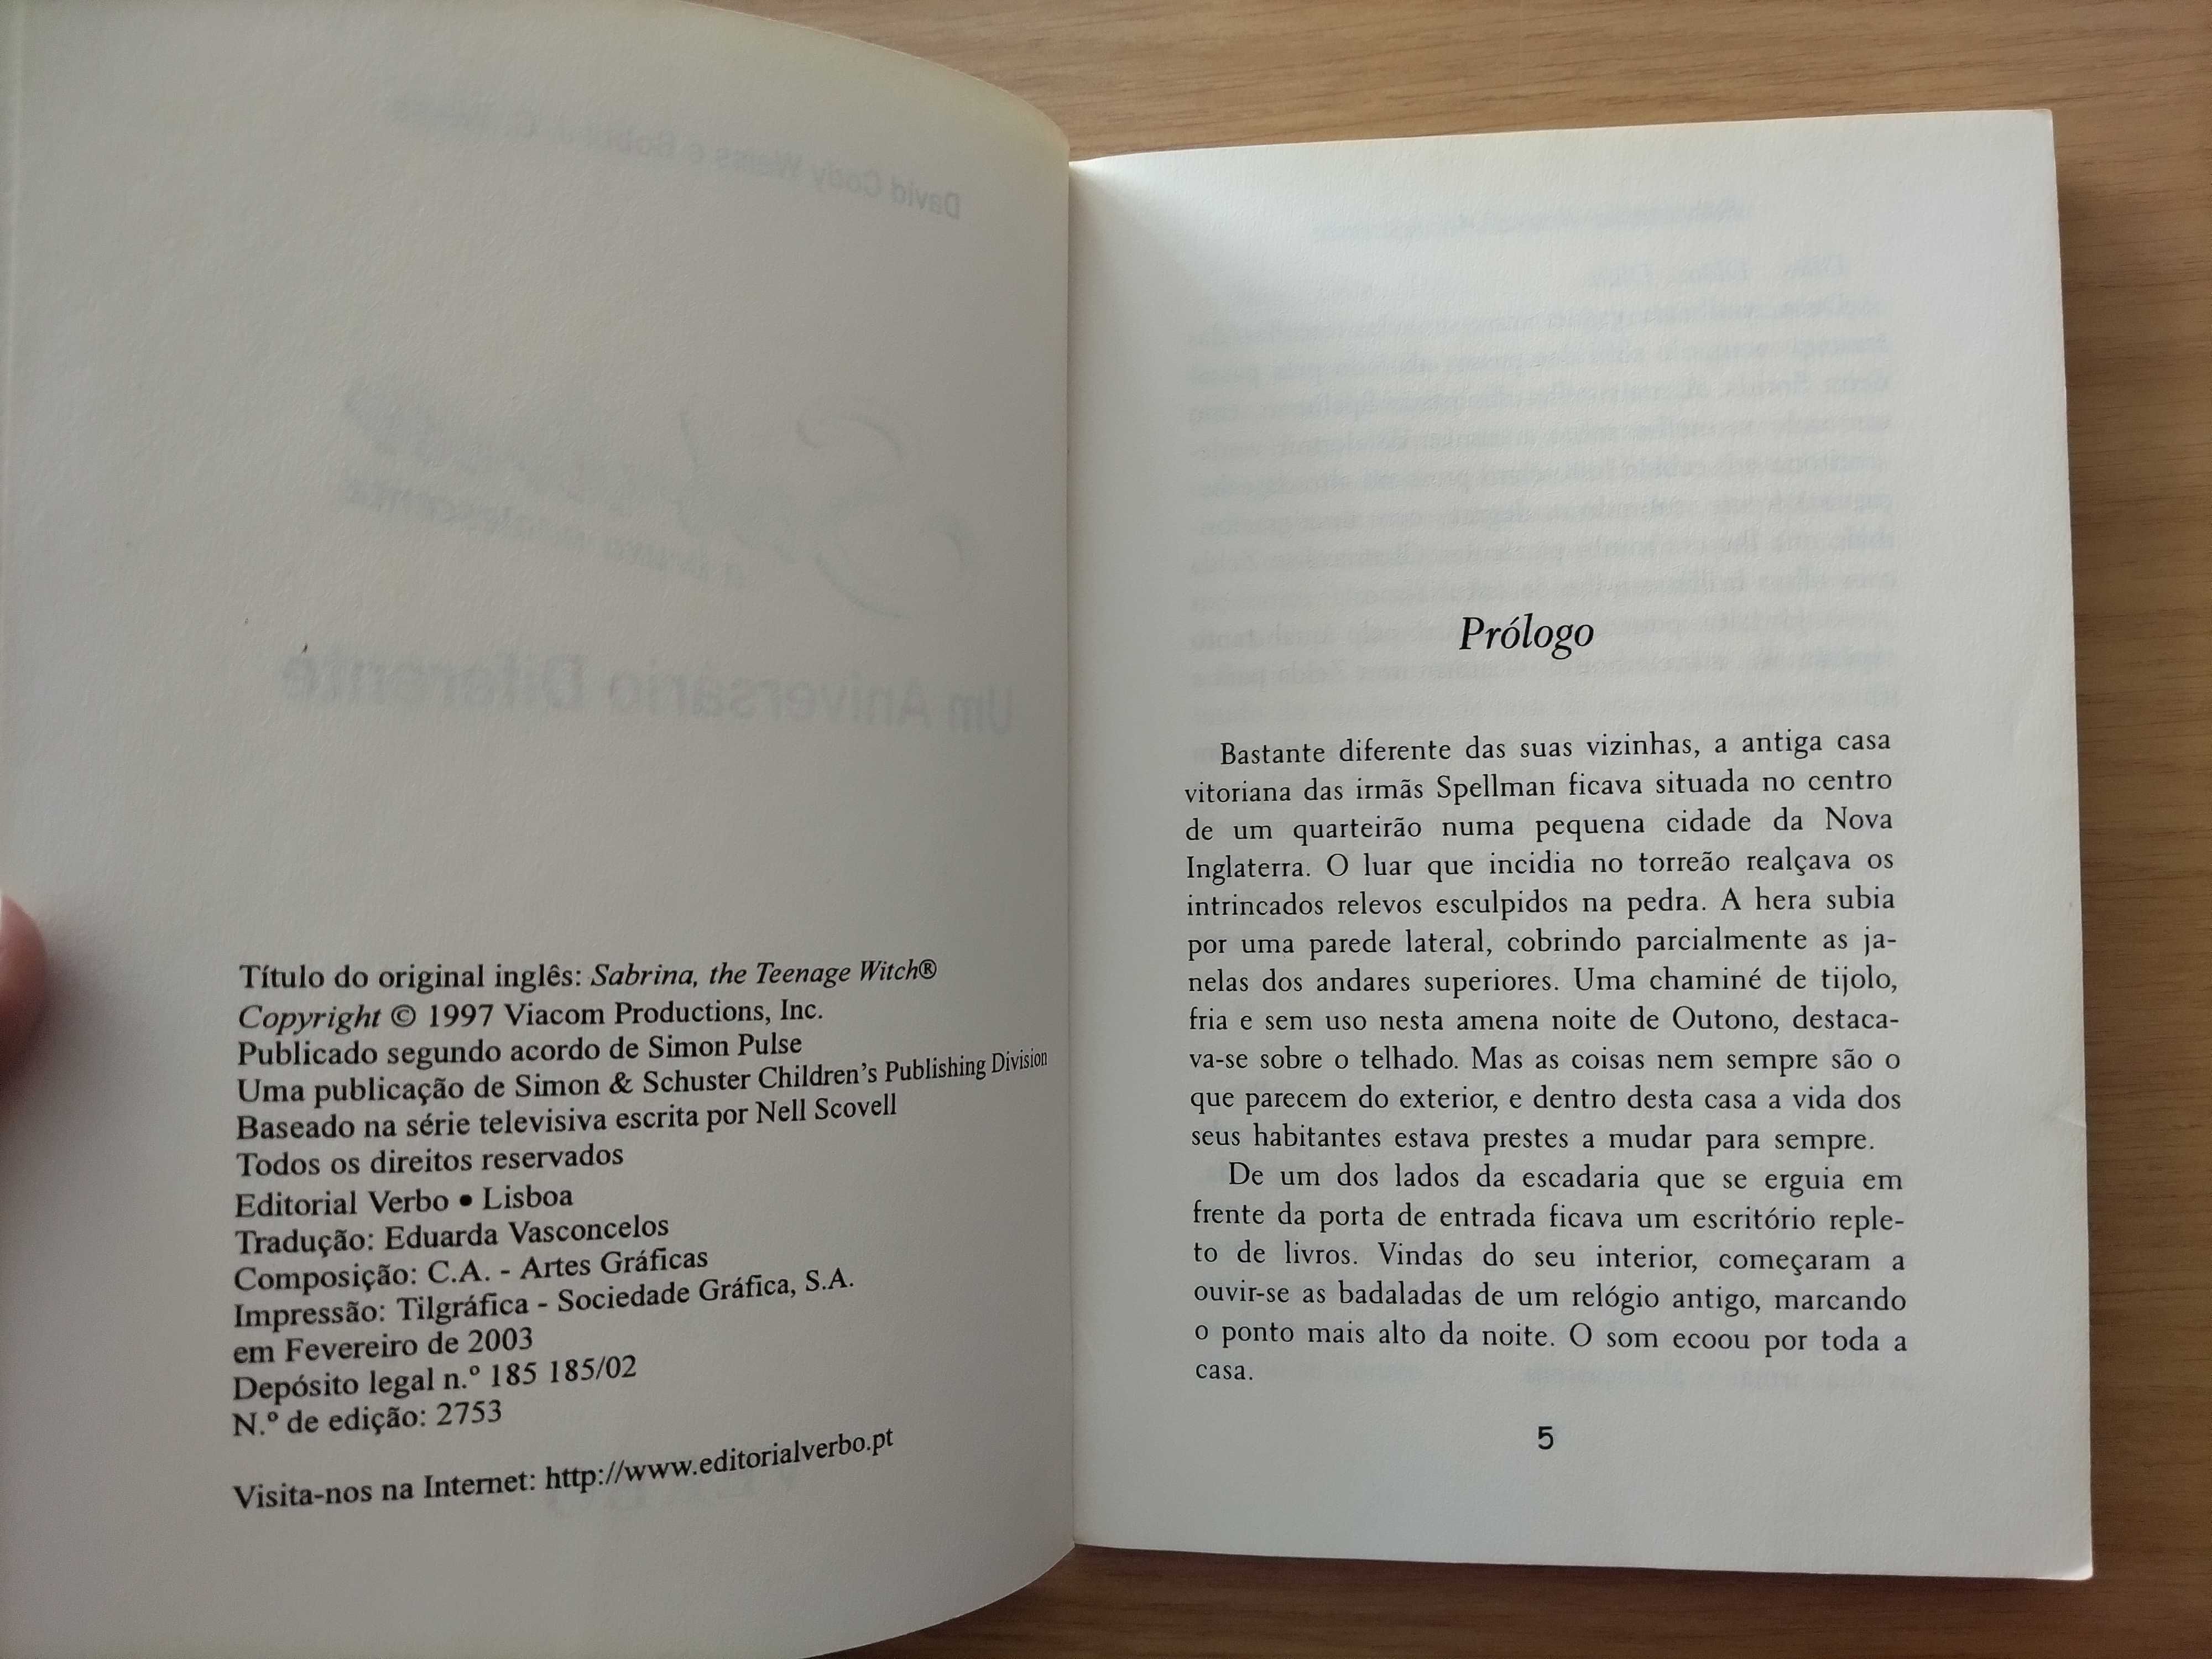 Título do original inglês: Sabrina, the Teenage Witch®
Copyright © 1997 Viacom Productions, Inc.
Publicado segundo acordo de Simon Pulse
Uma publicação de Simon & Schuster Children's Publishing Division
Baseado na série televisiva escrita por Nell Scovell
Todos os direitos reservados
Editorial Verbo • Lisboa
Tradução: Eduarda Vasconcelos
Composição: C.A. - Artes Gráficas
Impressão: Tilgráfica - Sociedade Gráfica, S.A.
em Fevereiro de 2003
Depósito legal n.º 185 185/02
N.º de edição: 2753
Visita-nos na Internet: http://www.editorialverbo.pt
Prólogo
Bastante diferente das suas vizinhas, a antiga casa
vitoriana das irmãs Spellman ficava situada no centro
de um quarteirão numa pequena cidade da Nova
Inglaterra. O luar que incidia no torreão realçava os
intrincados relevos esculpidos na pedra. A hera subia
por uma parede lateral, cobrindo parcialmente as ja-
nelas dos andares superiores. Uma chaminé de tijolo,
fria e sem uso nesta amena noite de Outono, destaca-
va-se sobre o telhado. Mas as coisas nem sempre são o
que parecem do exterior, e dentro desta casa a vida dos
seus habitantes estava prestes a mudar para sempre.
De um dos lados da escadaria que se erguia em
frente da porta de entrada ficava um escritório reple-
to de livros. Vindas do seu interior, começaram a
ouvir-se as badaladas de um relógio antigo, marcando
o ponto mais alto da noite. O som ecoou por toda a
casa.
5